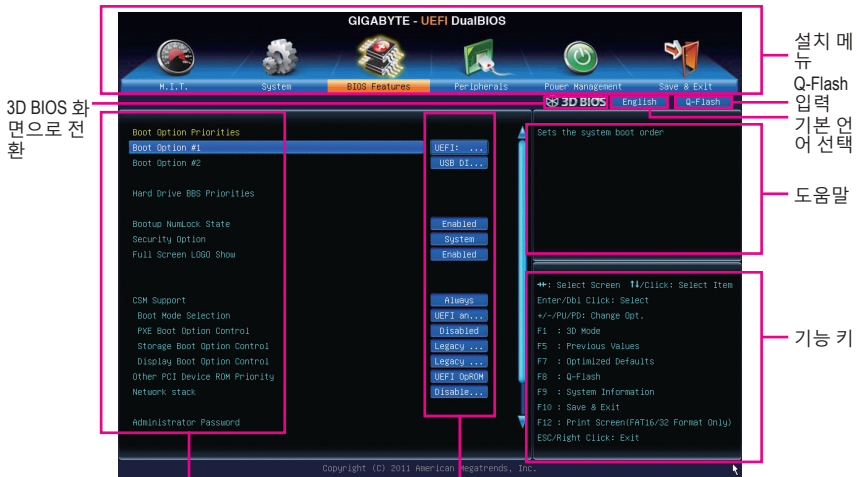 GIGABYTE - UEFI DualBIOS
M.I.T.
System
BIOS Features
Peripherals
Power Management
Save & Exit
설치 메
뉴
3D BIOS
English
Q-Flash
Q-Flash
입력
기본 언
어 선택
3D BIOS 화
면으로 전
환
Boot Option Priorities
Boot Option #1 UEFI: ...
Boot Option #2 USB DI...
Hard Drive BBS Priorities
Bootup NumLock State Enabled
Security Option System
Full Screen LOGO Show Enabled
CSM Support Always
Boot Mode Selection UEFI an...
PXE Boot Option Control Disabled
Storage Boot Option Control Legacy ...
Display Boot Option Control Legacy ...
Other PCI Device ROM Priority UEFI OpROM
Network stack Disable...
Administrator Password
Sets the system boot order
도움말
→←: Select Screen ↑↓/Click: Select Item
Enter/Dbl Click: Select
+/-/PU/PD: Change Opt.
F1 : 3D Mode
F5 : Previous Values
F7 : Optimized Defaults
F8 : Q-Flash
F9 : System Information
F10 : Save & Exit
F12 : Print Screen(FAT16/32 Format Only)
ESC/Right Click: Exit
기능 키
Copyright (C) 2011 American Megatrends, Inc.